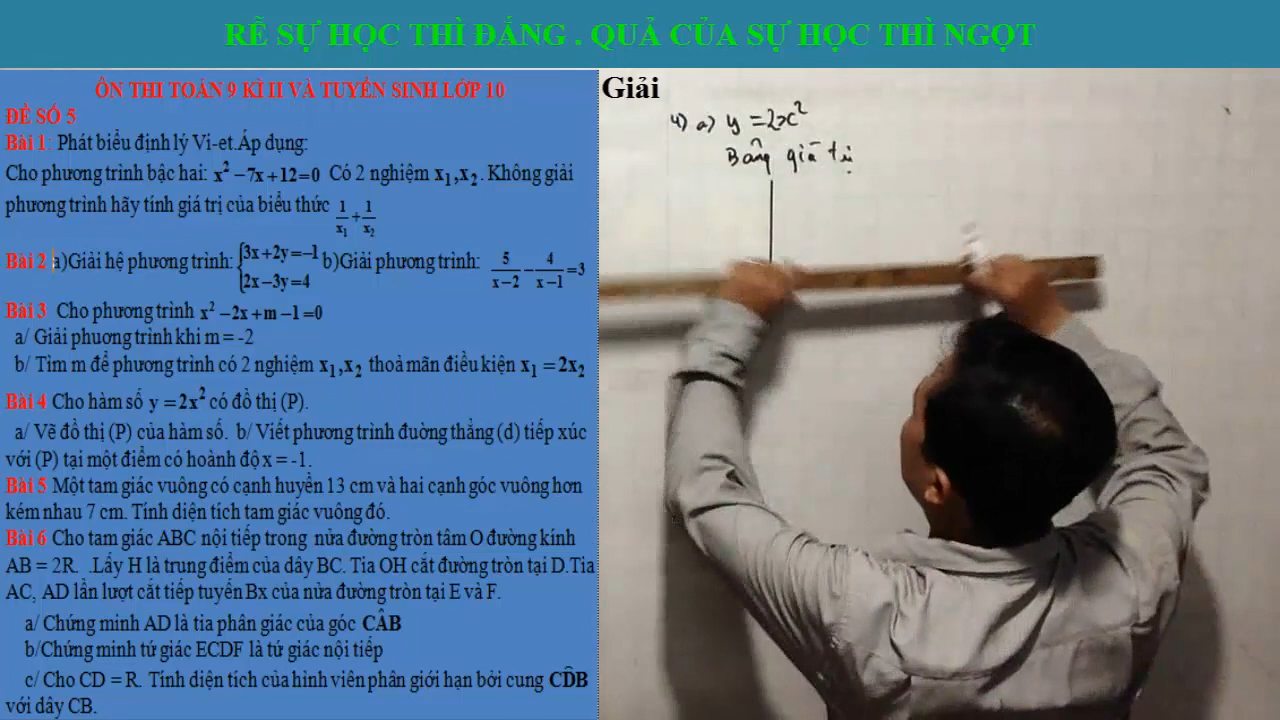 RỄ SỰ HỌC THÌ ĐẮNG . QUẢ CỦA SỰ HỌC THÌ NGỌT
ÔN THI TOÁN 9 KÌ II VÀ TUYỂN SINH LỚP 10
ĐỀ SỐ 5
Bài 1: Phát biểu định lý Vi-et.Áp dụng:
Cho phương trình bậc hai: x² − 7x + 12 = 0 Có 2 nghiệm x₁,x₂. Không giải
phương trình hãy tính giá trị của biểu thức 1/x₁ + 1/x₂
Bài 2 a)Giải hệ phương trình: {3x+2y=−1 2x−3y=4 b)Giải phương trình: 5/(x−2) − 4/(x−1) = 3
Bài 3 Cho phương trình x² − 2x + m − 1 = 0
a/ Giải phuơng trình khi m = -2
b/ Tìm m để phương trình có 2 nghiệm x₁,x₂ thoả mãn điều kiện x₁ = 2x₂
Bài 4 Cho hàm số y = 2x² có đồ thị (P).
a/ Vẽ đồ thị (P) của hàm số. b/ Viết phương trình đuờng thẳng (d) tiếp xúc
với (P) tại một điểm có hoành độ x = -1.
Bài 5 Một tam giác vuông có cạnh huyền 13 cm và hai cạnh góc vuông hơn
kém nhau 7 cm. Tính diện tích tam giác vuông đó.
Bài 6 Cho tam giác ABC nội tiếp trong nửa đường tròn tâm O đường kính
AB = 2R. .Lấy H là trung điểm của dây BC. Tia OH cắt đường tròn tại D.Tia
AC, AD lần lượt cắt tiếp tuyến Bx của nửa đường tròn tại E và F.
a/ Chứng minh AD là tia phân giác của góc CÂB
b/Chứng minh tứ giác ECDF là tứ giác nội tiếp
c/ Cho CD = R. Tính diện tích của hình viên phân giới hạn bởi cung CD̂B
với dây CB.
Giải
4) a) y = 2x²
Bảng giá trị